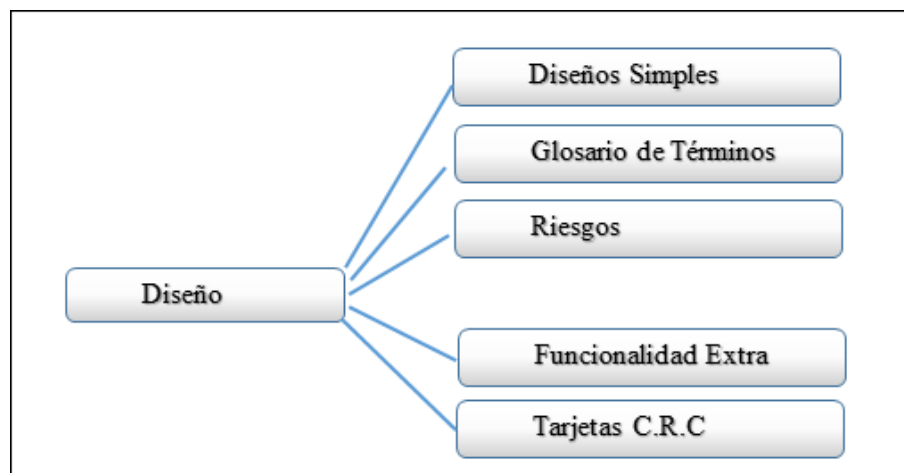 Diseños Simples
Glosario de Términos
Riesgos
Diseño
Funcionalidad Extra
Tarjetas C.R.C